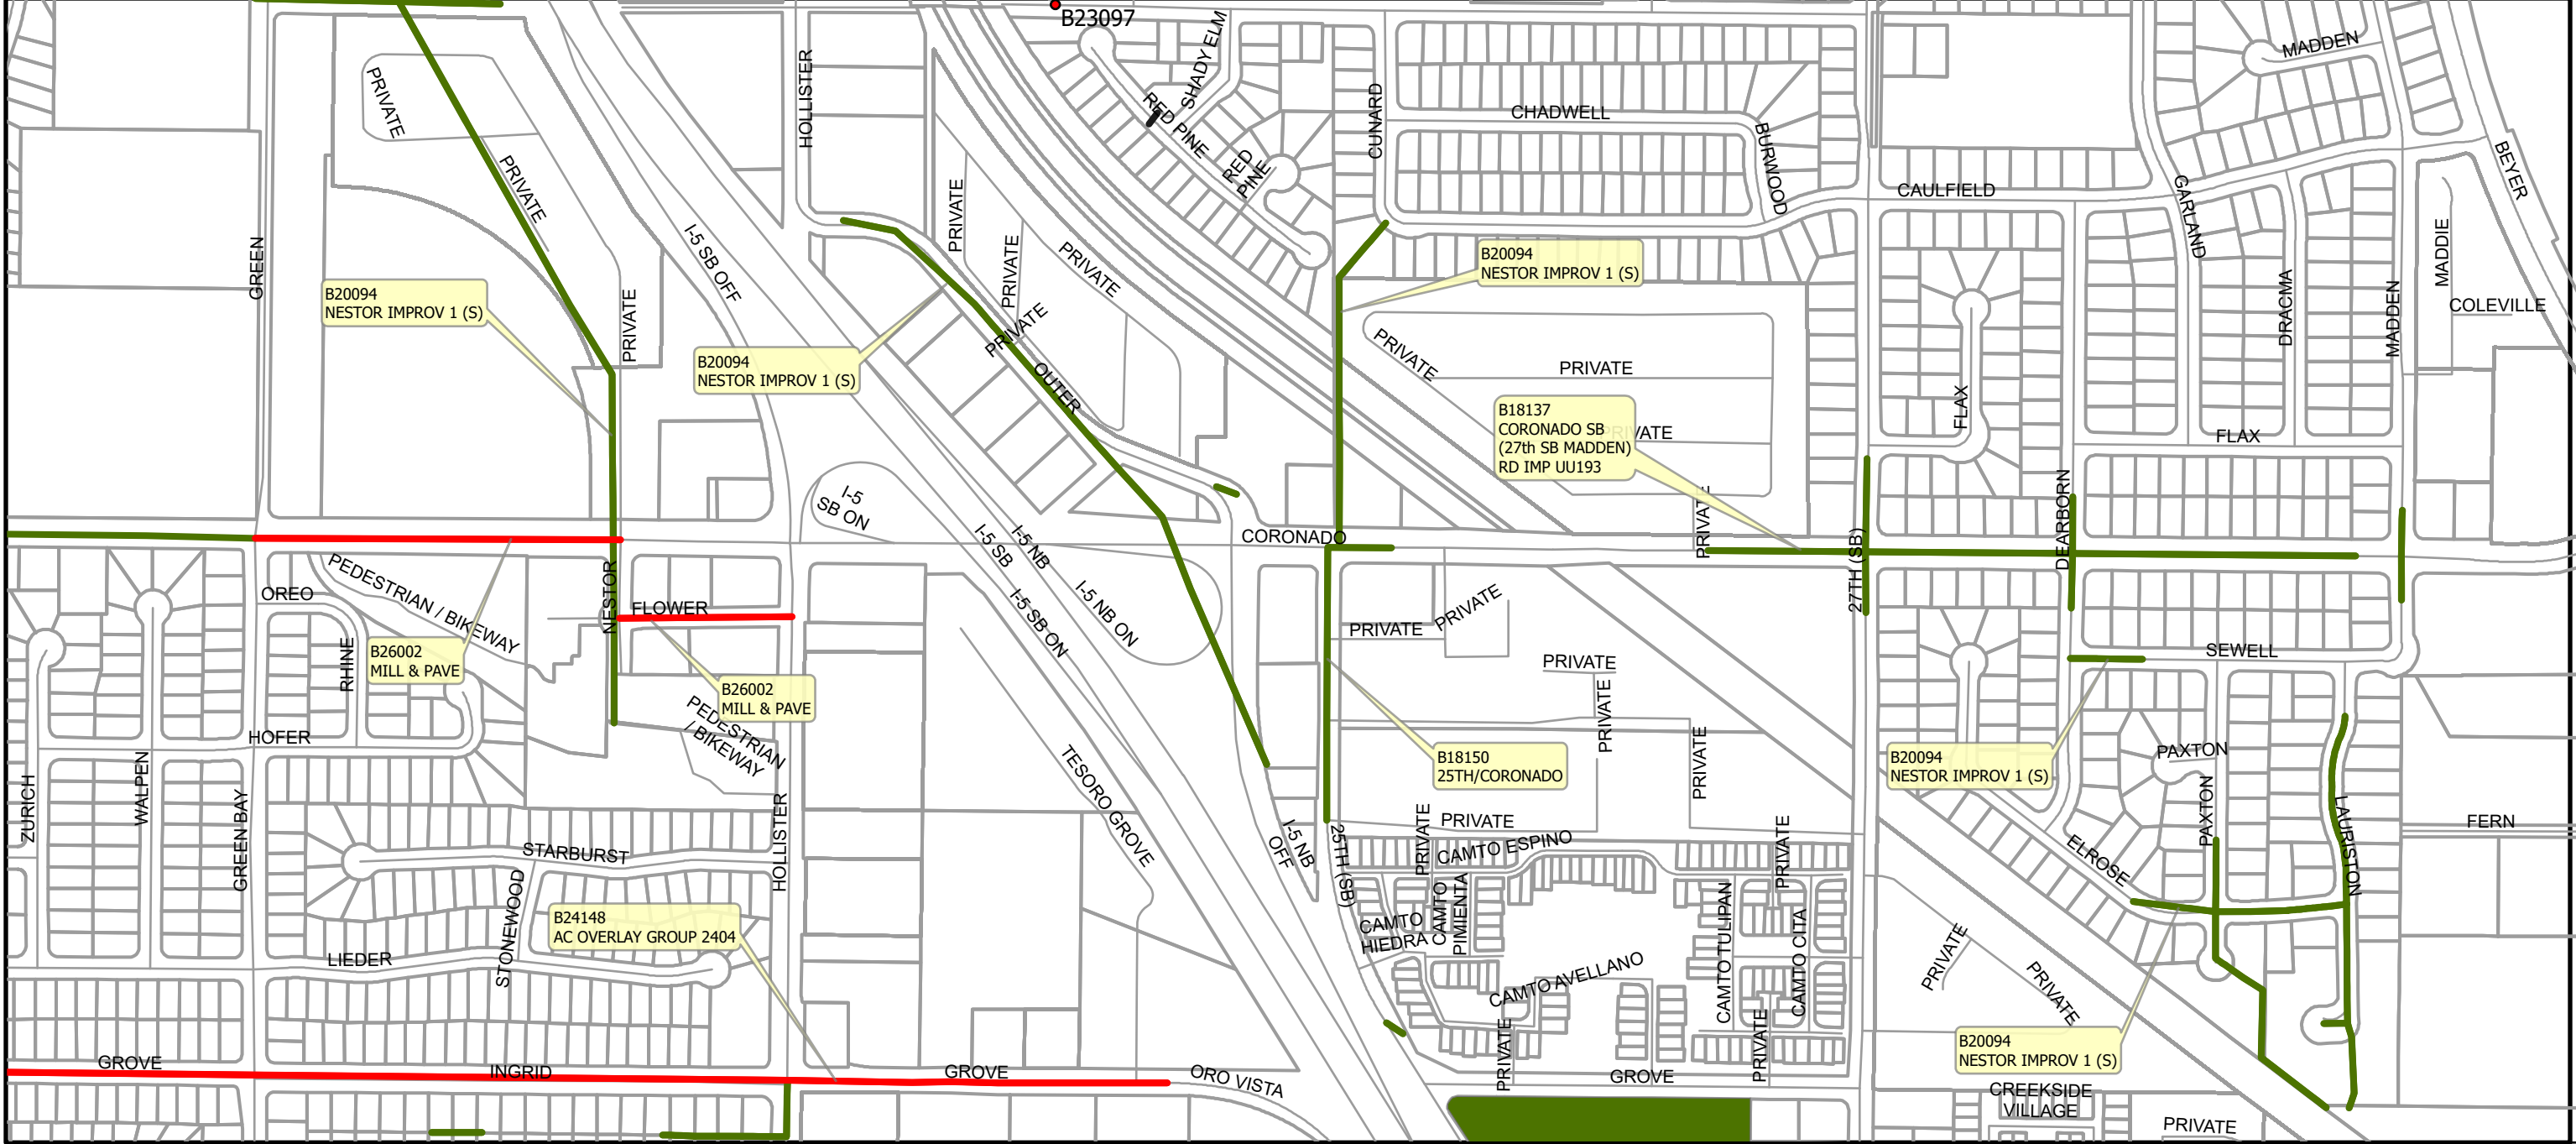 B23097
MADDEN
SHADY ELM
HOLLISTER
PRIVATE
CUNARD
CHADWELL
RED PINE
RED
PINE
BURWOOD
BEYER
PRIVATE
PRIVATE
CAULFIELD
GARLAND
GREEN
I-5 SB OFF
PRIVATE
PRIVATE
PRIVATE
MADDIE
B20094
NESTOR IMPROV 1 (S)
B20094
NESTOR IMPROV 1 (S)
PRIVATE
PRIVATE
DRACMA
MADDEN
COLEVILLE
B20094
NESTOR IMPROV 1 (S)
OUTER
PRIVATE
PRIVATE
FLAX
B18137
CORONADO SB
(27th SB MADDEN)
RD IMP UU193
PRIVATE
FLAX
I-5
SB ON
I-5 SB
I-5 NB
CORONADO
PRIVATE
27TH (SB)
DEARBORN
PEDESTRIAN / BIKEWAY
OREO
NESTOR
FLOWER
I-5 SB ON
I-5 NB ON
PRIVATE
PRIVATE
RHINE
B26002
MILL & PAVE
B26002
MILL & PAVE
PRIVATE
SEWELL
PEDESTRIAN
/ BIKEWAY
PRIVATE
HOFER
TESORO GROVE
B18150
25TH/CORONADO
PRIVATE
B20094
NESTOR IMPROV 1 (S)
PAXTON
ZURICH
WALPEN
GREEN BAY
HOLLISTER
I-5 NB
OFF
25TH (SB)
PRIVATE
PRIVATE
CAMTO ESPINO
PRIVATE
PAXTON
LAURISTON
FERN
STARBURST
ELROSE
STONEWOOD
B24148
AC OVERLAY GROUP 2404
CAMTO
HIEDRA
CAMTO
PIMIENTA
CAMTO TULIPAN
CAMTO CITA
LIEDER
CAMTO AVELLANO
PRIVATE
PRIVATE
PRIVATE
PRIVATE
B20094
NESTOR IMPROV 1 (S)
GROVE
INGRID
GROVE
ORO VISTA
GROVE
CREEKSIDE
VILLAGE
PRIVATE